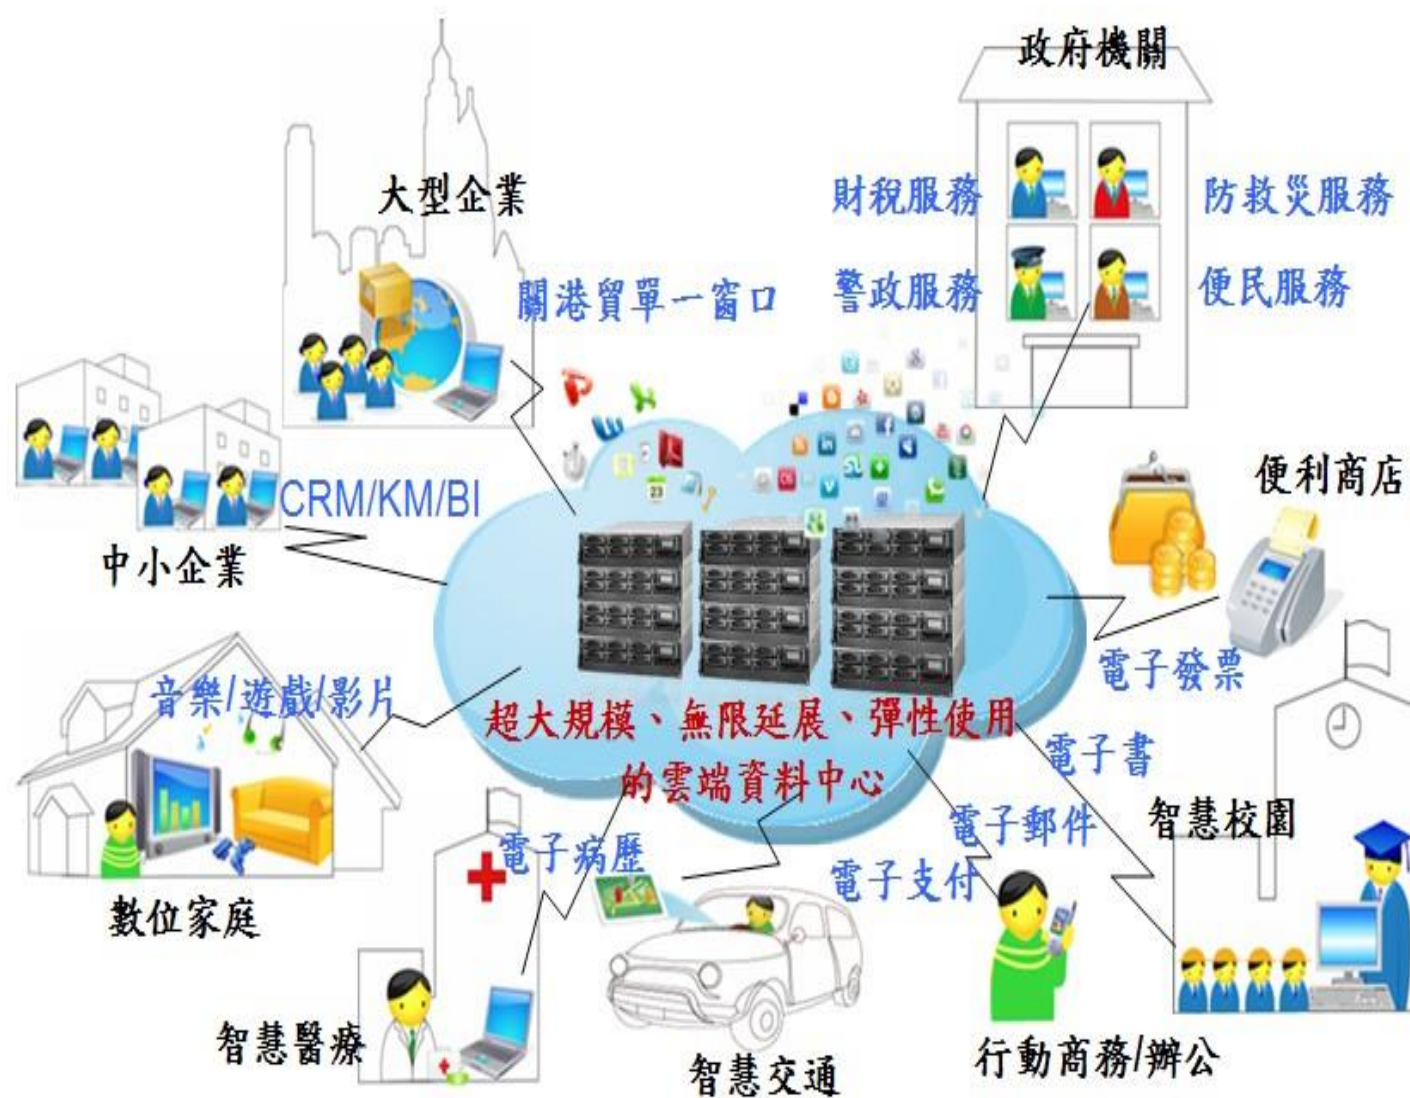 政府機關
大型企業
財稅服務
防救災服務
關港貿單一窗口
警政服務
便民服務
便利商店
CRM/KM/BI
中小企業
23
電子發票
音樂/遊戲/影片
超大規模、無限延展、彈性使用
的雲端資料中心
電子書
智慧校園
電子郵件
電子病歷
電子支付
數位家庭
智慧醫療
智慧交通
行動商務/辦公